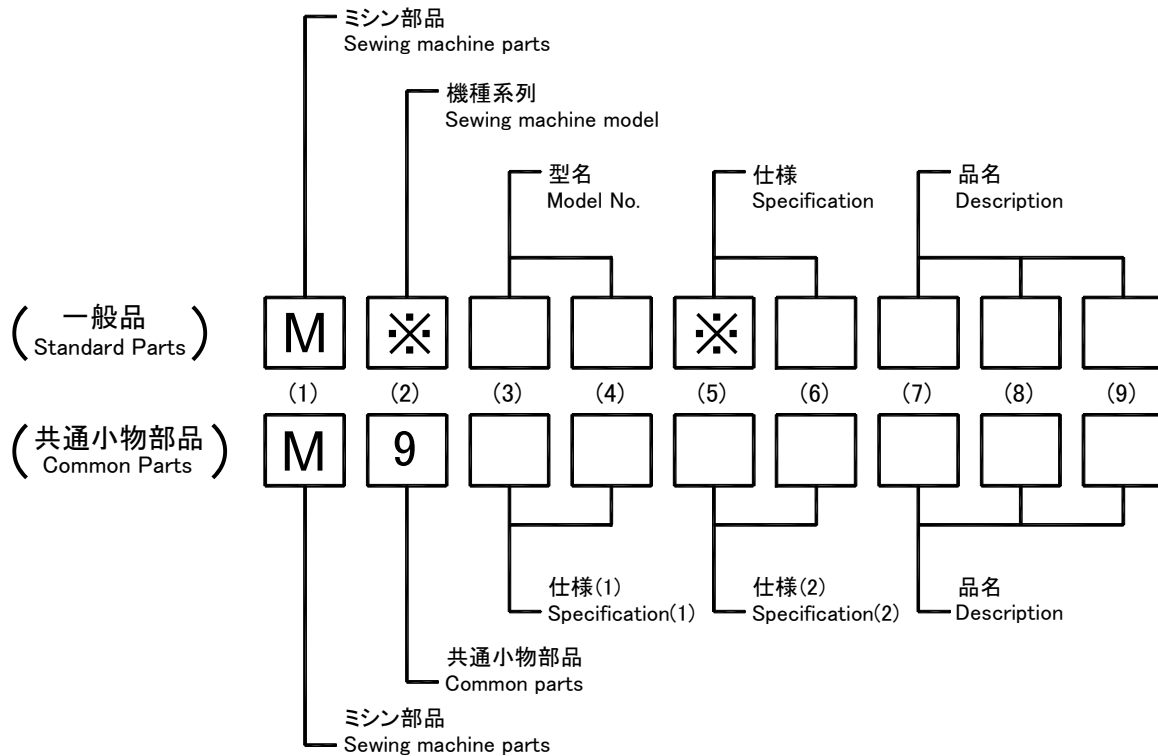 ミシン部品
Sewing machine parts
機種系列
Sewing machine model
型名
Model No.
仕様
Specification
品名
Description
(一般品
Standard Parts)
M ※ ※
(1) (2) (3) (4) (5) (6) (7) (8) (9)
(共通小物部品
Common Parts)
M 9
仕様(1)
Specification(1)
仕様(2)
Specification(2)
品名
Description
共通小物部品
Common parts
ミシン部品
Sewing machine parts